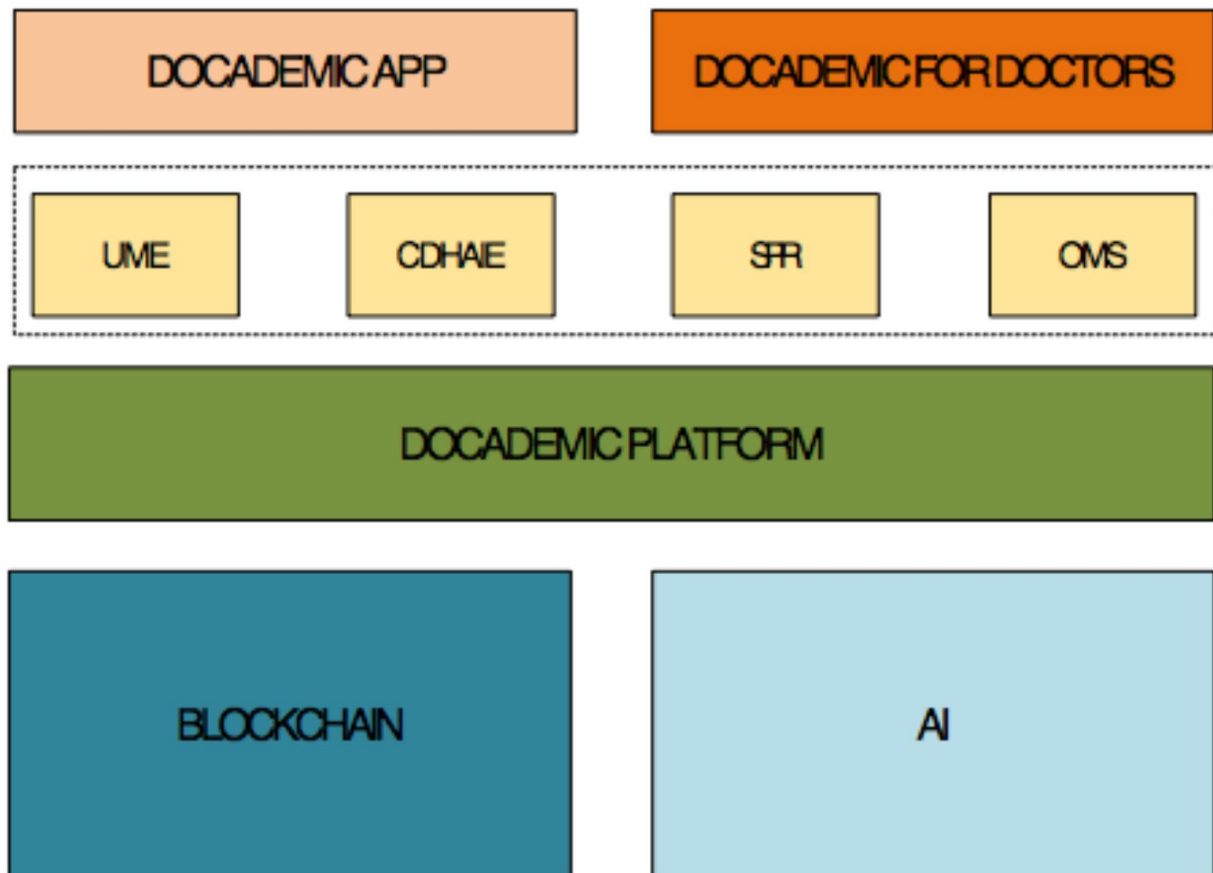 DOCADEMIC APP
DOCADEMIC FOR DOCTORS
UME
CDHAIE
SPR
OMS
DOCADEMIC PLATFORM
BLOCKCHAIN
AI